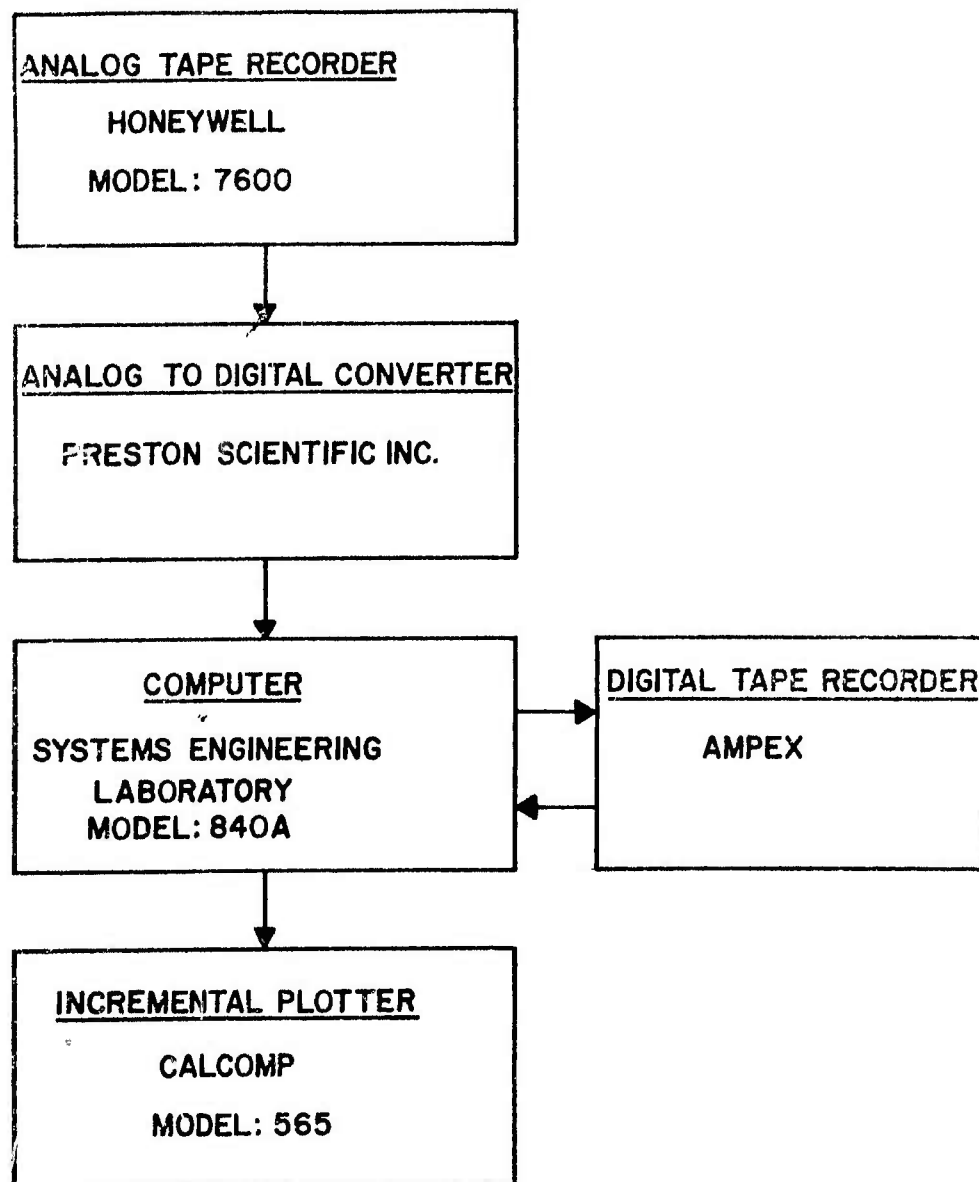 ANALOG TAPE RECORDER
HONEYWELL
MODEL: 7600
ANALOG TO DIGITAL CONVERTER
PRESTON SCIENTIFIC INC.
COMPUTER
SYSTEMS ENGINEERING
LABORATORY
MODEL: 840A
DIGITAL TAPE RECORDER
AMPEX
INCREMENTAL PLOTTER
CALCOMP
MODEL: 565